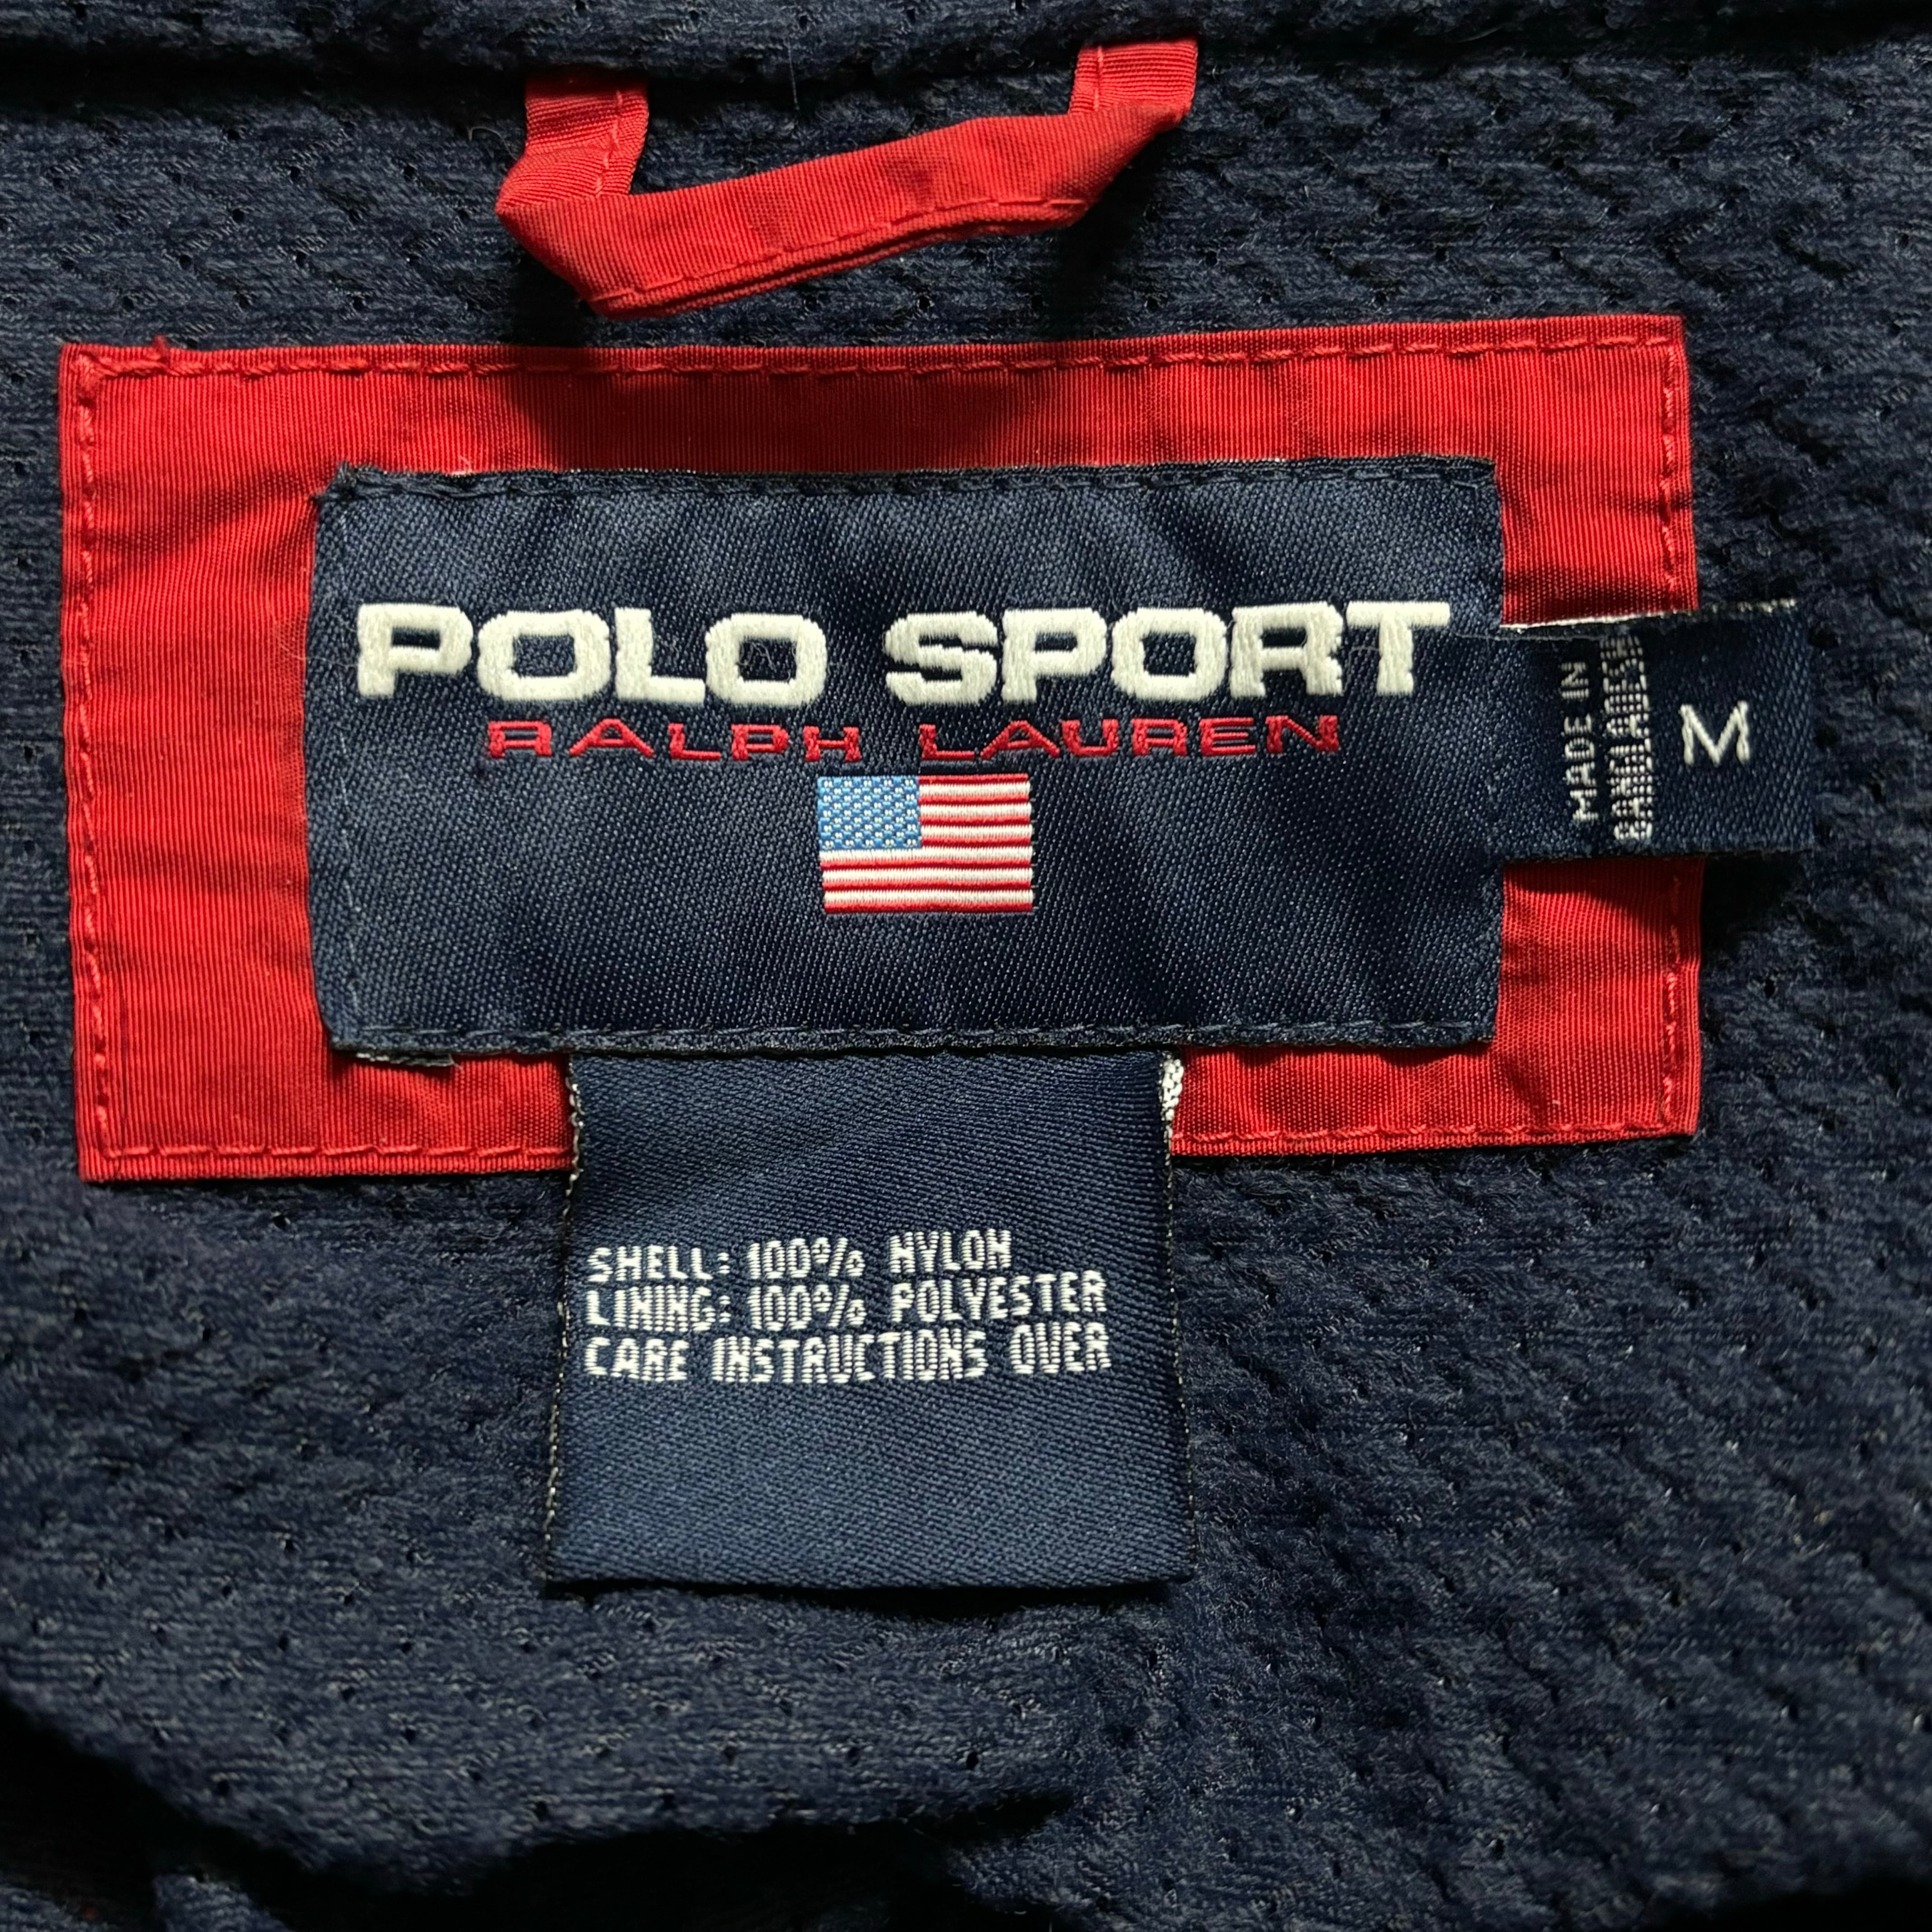 POLO SPORT
RALPH LAUREN
MADE IN
BANGLADESH
M
SHELL: 100% NYLON
LINING: 100% POLYESTER
CARE INSTRUCTIONS OVER